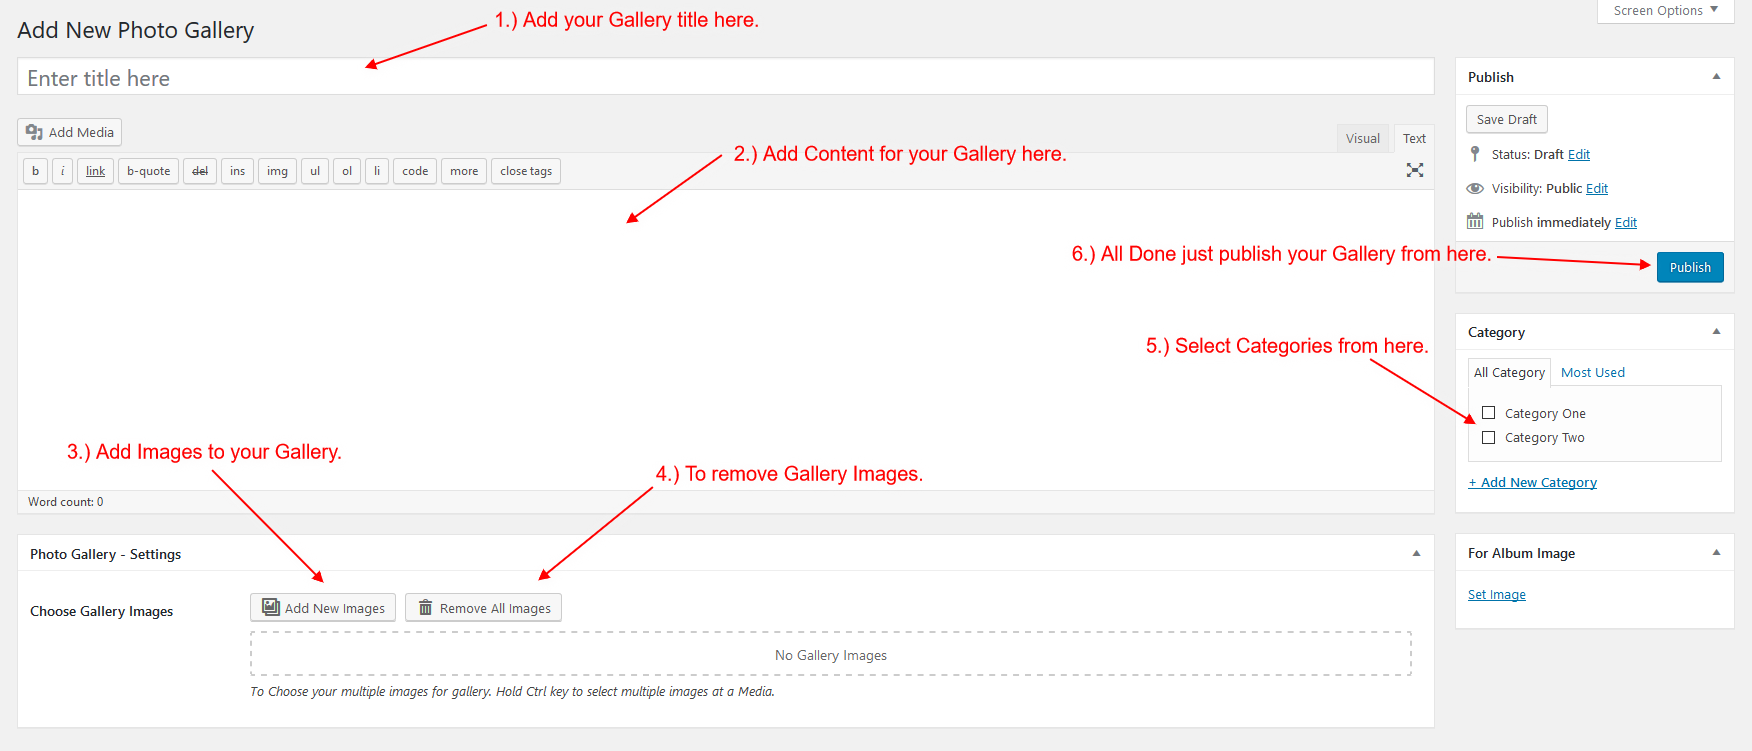 Screen Options
1.) Add your Gallery title here.
Add New Photo Gallery
Enter title here
Add Media
Visual
Text
2.) Add Content for your Gallery here.
b
i
link
b-quote
del
ins
img
ul
ol
li
code
more
close tags
3.) Add Images to your Gallery.
4.) To remove Gallery Images.
Word count: 0
Photo Gallery - Settings
Choose Gallery Images
Add New Images
Remove All Images
No Gallery Images
To Choose your multiple images for gallery. Hold Ctrl key to select multiple images at a Media.
Publish
Save Draft
Status: Draft Edit
Visibility: Public Edit
Publish immediately Edit
6.) All Done just publish your Gallery from here.
Publish
Category
5.) Select Categories from here.
All Category
Most Used
Category One
Category Two
+ Add New Category
For Album Image
Set Image